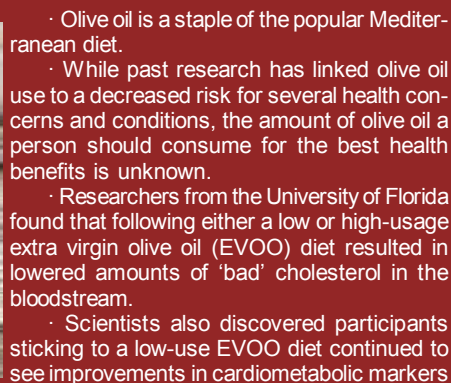 · Olive oil is a staple of the popular Mediter-
ranean diet.
· While past research has linked olive oil
use to a decreased risk for several health con-
cerns and conditions, the amount of olive oil a
person should consume for the best health
benefits is unknown.
· Researchers from the University of Florida
found that following either a low or high-usage
extra virgin olive oil (EVOO) diet resulted in
lowered amounts of ‘bad’ cholesterol in the
bloodstream.
· Scientists also discovered participants
sticking to a low-use EVOO diet continued to
see improvements in cardiometabolic markers